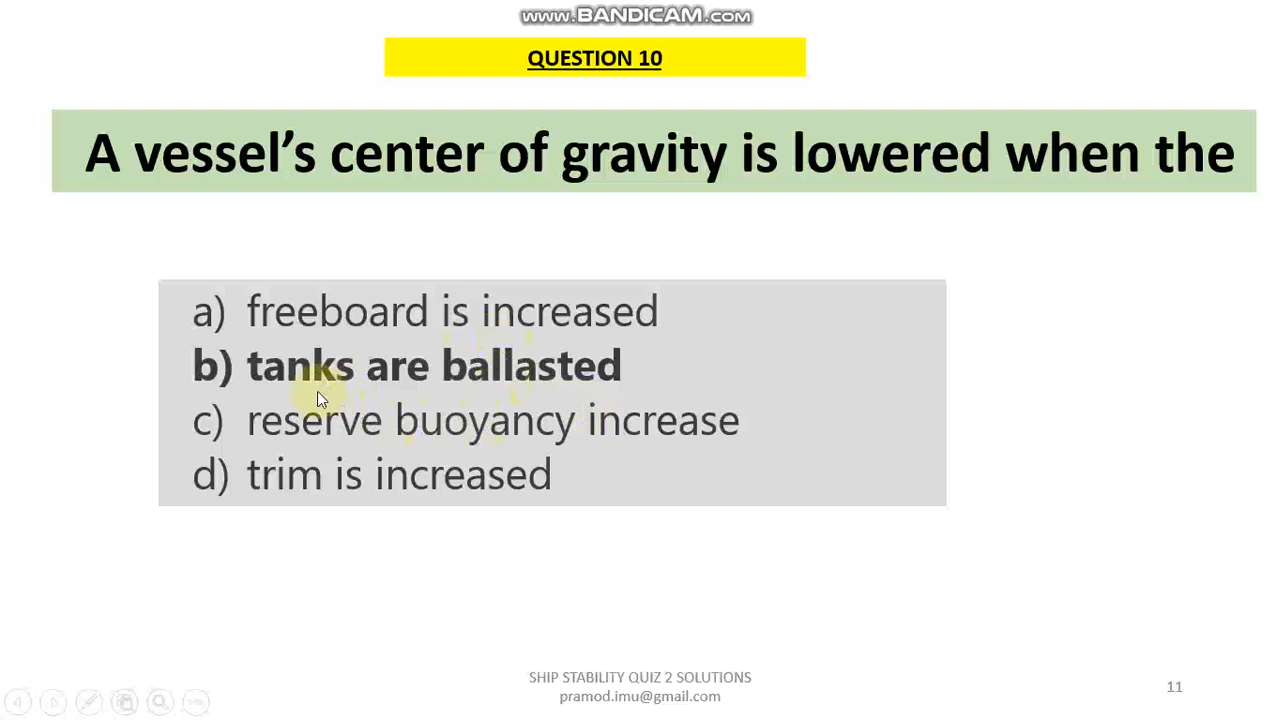 www.BANDICAM.com
QUESTION 10
A vessel's center of gravity is lowered when the
a) freeboard is increased
b) tanks are ballasted
c) reserve buoyancy increase
d) trim is increased
SHIP STABILITY QUIZ 2 SOLUTIONS
pramod.imu@gmail.com
11